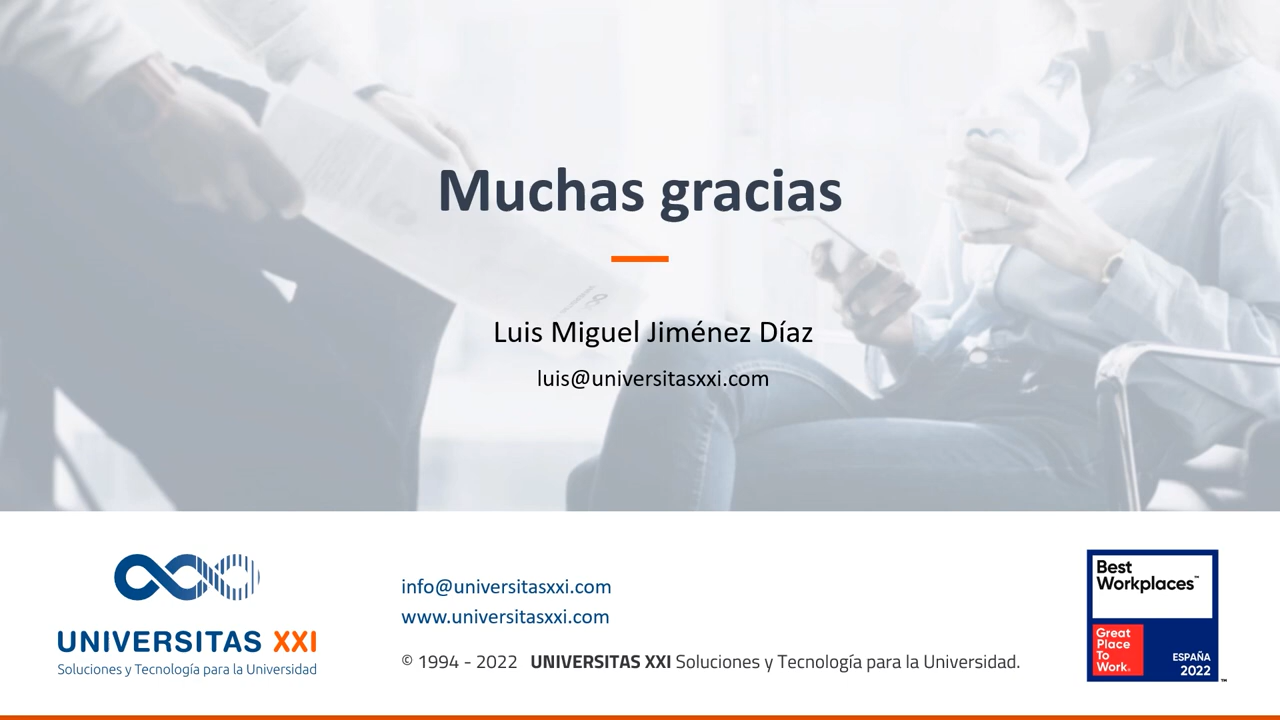 Muchas gracias
Luis Miguel Jiménez Díaz
luis@universitasxxi.com
UNIVERSITAS XXI
Soluciones y Tecnología para la Universidad
info@universitasxxi.com
www.universitasxxi.com
© 1994 - 2022 UNIVERSITAS XXI Soluciones y Tecnología para la Universidad.
Best
Workplaces™
Great
Place
To
Work®
ESPAÑA
2022
™